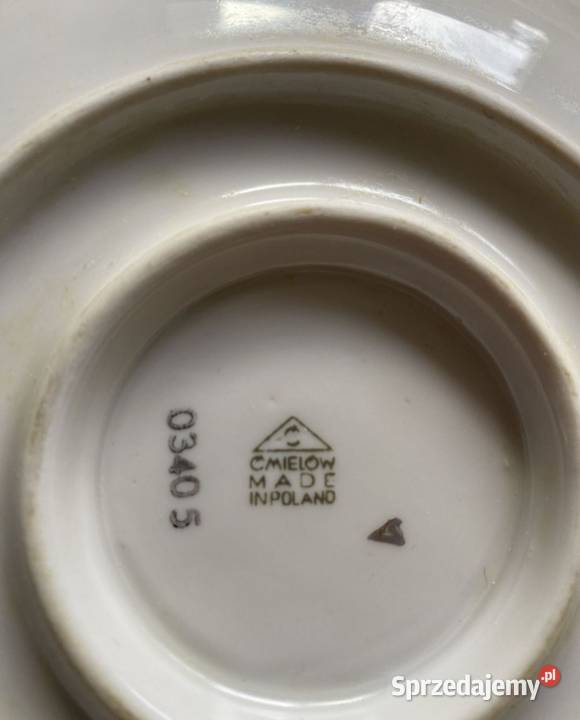 C
ĆMIELÓW
MADE
IN POLAND
0340 5
Sprzedajemy.pl